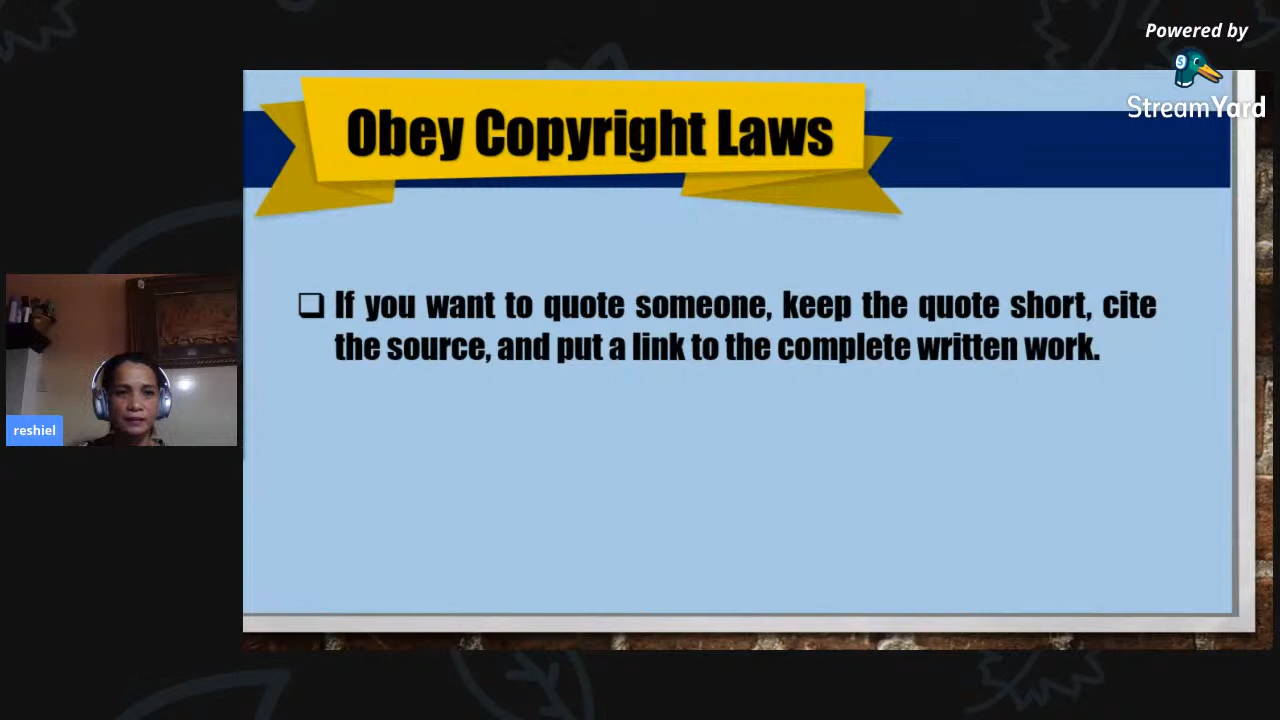 Powered by
StreamYard
Obey Copyright Laws
If you want to quote someone, keep the quote short, cite
the source, and put a link to the complete written work.
reshiel